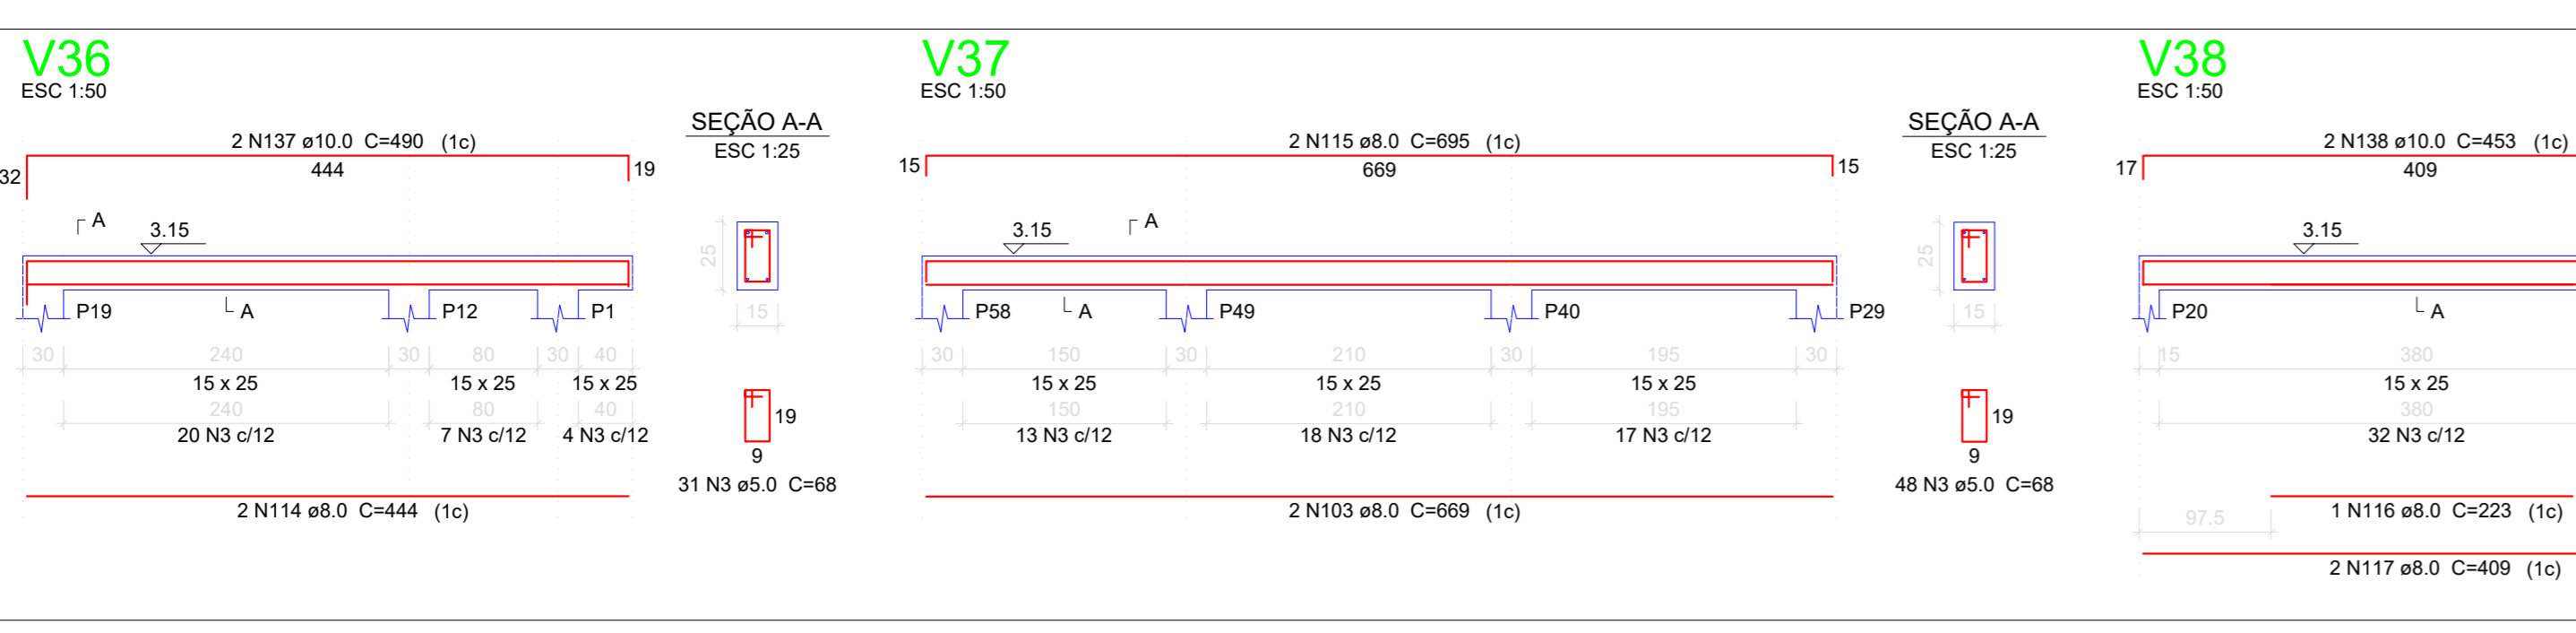 V36
ESC 1:50
2 N137 ø10.0 C=490 (1c)
32
444
19
A
3.15
P19
A
P12
P1
30
240
30
80
30
40
15 x 25
15 x 25
15 x 25
240
80
40
20 N3 c/12
7 N3 c/12
4 N3 c/12
2 N114 ø8.0 C=444 (1c)
SEÇÃO A-A
ESC 1:25
25
15
19
9
31 N3 ø5.0 C=68
V37
ESC 1:50
2 N115 ø8.0 C=695 (1c)
15
669
15
A
3.15
P58
A
P49
P40
P29
30
150
30
210
30
195
30
15 x 25
15 x 25
15 x 25
150
210
195
13 N3 c/12
18 N3 c/12
17 N3 c/12
2 N103 ø8.0 C=669 (1c)
SEÇÃO A-A
ESC 1:25
25
15
19
9
48 N3 ø5.0 C=68
V38
ESC 1:50
2 N138 ø10.0 C=453 (1c)
17
409
3.15
P20
A
15
380
15 x 25
380
32 N3 c/12
1 N116 ø8.0 C=223 (1c)
97.5
2 N117 ø8.0 C=409 (1c)